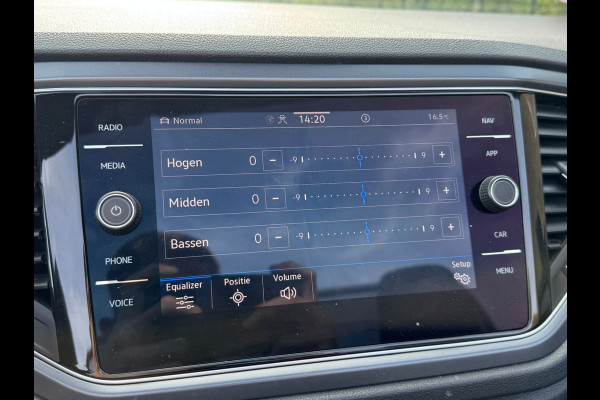 RADIO
MEDIA
PHONE
VOICE
Normal 14:20 3 16.5°C
Hogen 0 − -9 9 +
Midden 0 − -9 9 +
Bassen 0 − -9 9 +
Equalizer Positie Volume Setup
NAV
APP
CAR
MENU